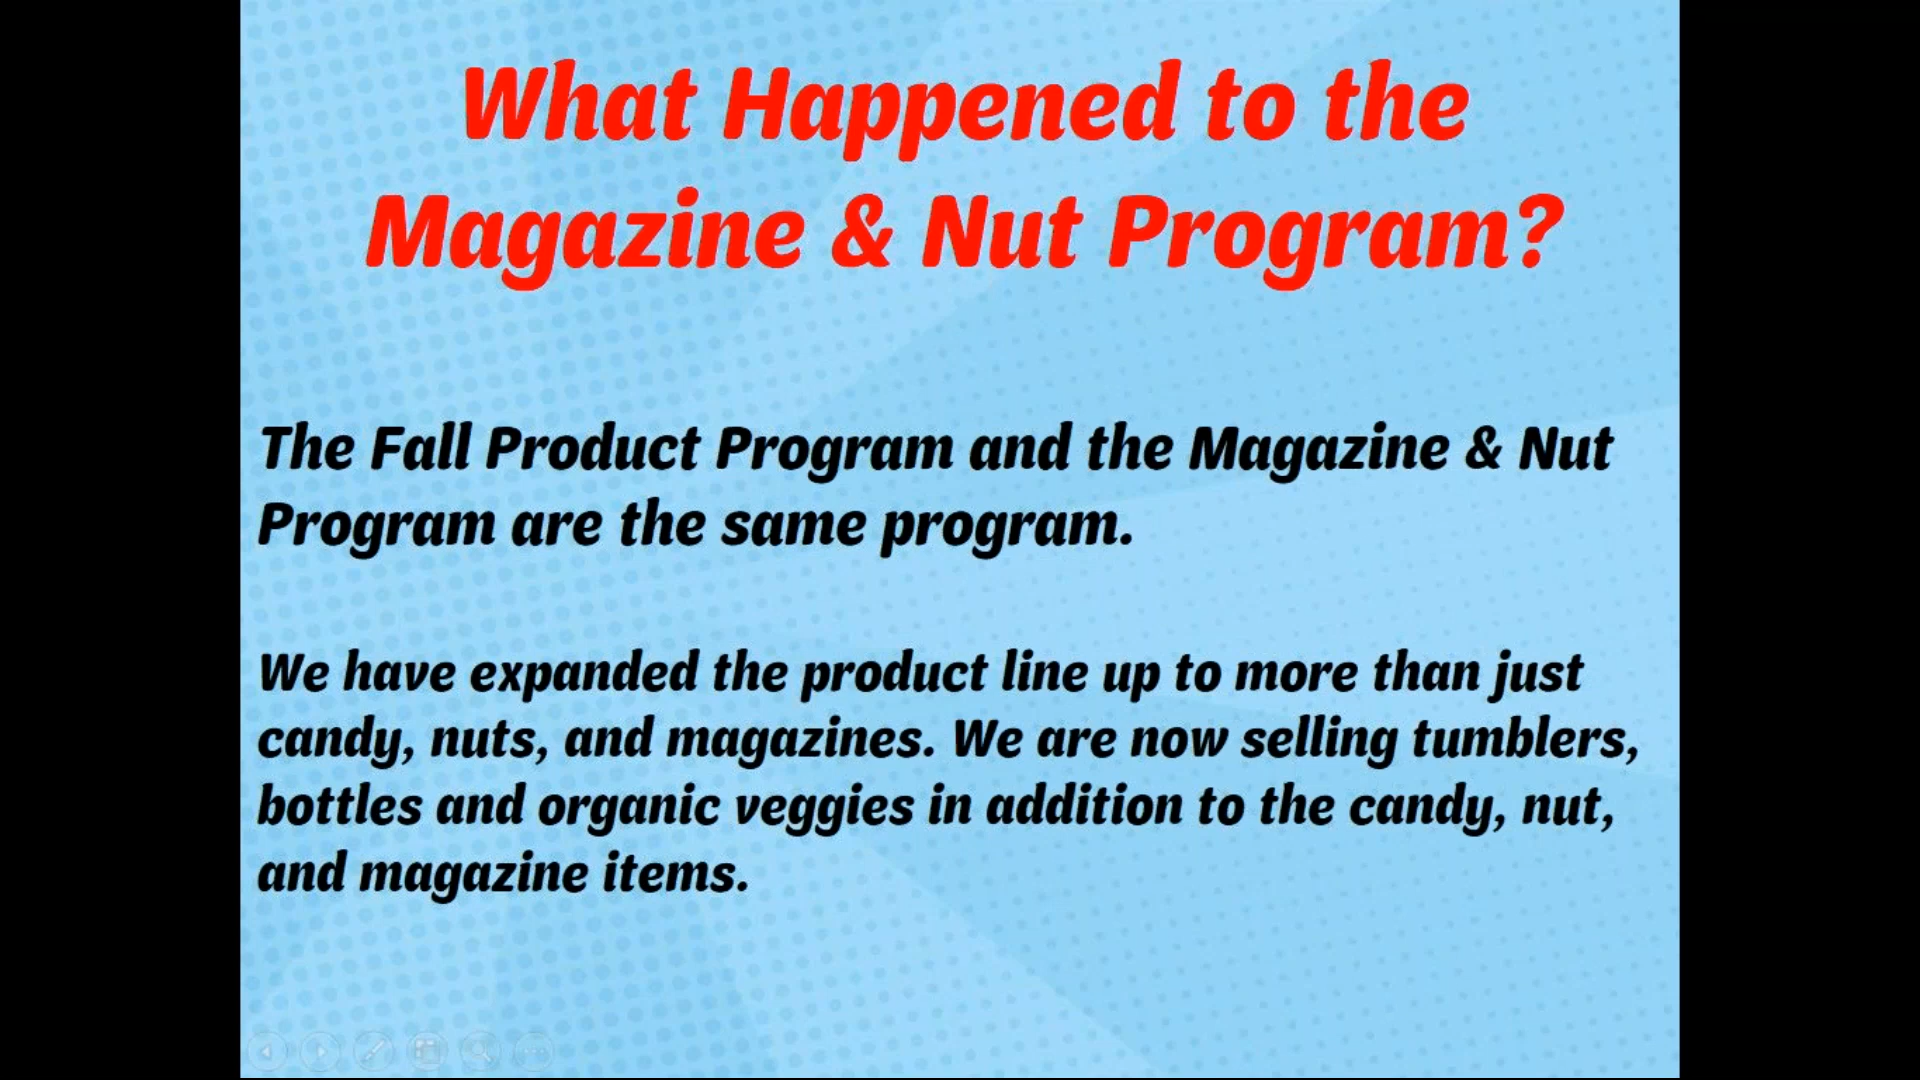 What Happened to the
Magazine & Nut Program?
The Fall Product Program and the Magazine & Nut
Program are the same program.
We have expanded the product line up to more than just
candy, nuts, and magazines. We are now selling tumblers,
bottles and organic veggies in addition to the candy, nut,
and magazine items.